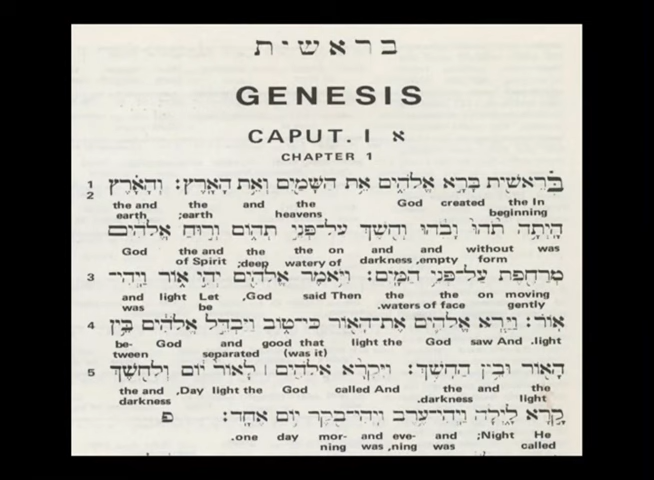 בראשית
GENESIS
CAPUT. I א
CHAPTER 1
1 בְּרֵאשִׁית בָּרָא אֱלֹהִים אֵת הַשָּׁמַיִם וְאֵת הָאָרֶץ: וְהָאָרֶץ
2
the and the and the God created the In
earth ;earth heavens beginning
הָיְתָה תֹהוּ וָבֹהוּ וְחֹשֶׁךְ עַל־פְּנֵי תְהוֹם וְרוּחַ אֱלֹהִים
God the and the the on and and without was
of Spirit ;deep watery of darkness ,empty form
3 מְרַחֶפֶת עַל־פְּנֵי הַמָּיִם: וַיֹּאמֶר אֱלֹהִים יְהִי אוֹר וַיְהִי־
and light Let ,God said Then the the on moving
was be .waters of face gently
4 אוֹר: וַיַּרְא אֱלֹהִים אֶת־הָאוֹר כִּי־טוֹב וַיַּבְדֵּל אֱלֹהִים בֵּין
be- God and good that light the God saw And .light
tween separated (was it)
5 הָאוֹר וּבֵין הַחֹשֶׁךְ: וַיִּקְרָא אֱלֹהִים ׀ לָאוֹר יוֹם וְלַחֹשֶׁךְ
the and ,Day light the God called And the and the
darkness .darkness light
קָרָא לָיְלָה וַיְהִי־עֶרֶב וַיְהִי־בֹקֶר יוֹם אֶחָד: פ
.one day mor- and eve- and ;Night He
ning was ,ning was called